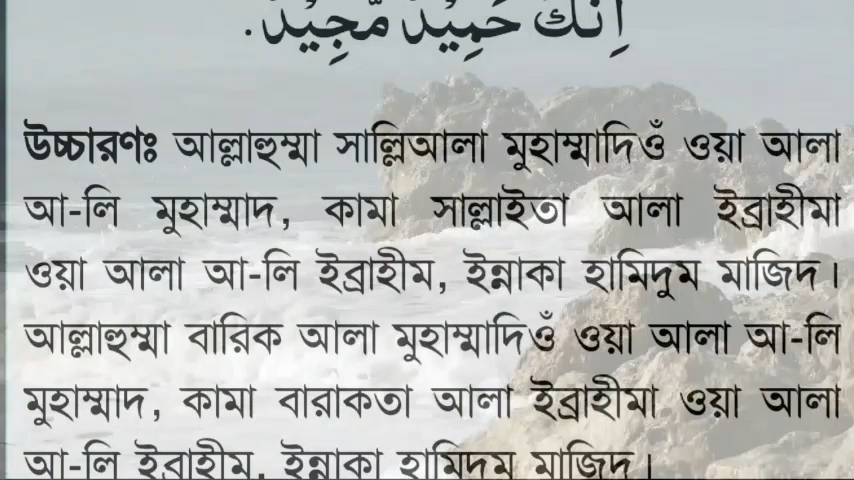 اِنَّكَ حَمِيْدٌ مَّجِيْدٌ.
উচ্চারণঃ আল্লাহুম্মা সাল্লিআলা মুহাম্মাদিওঁ ওয়া আলা
আ-লি মুহাম্মাদ, কামা সাল্লাইতা আলা ইব্রাহীমা
ওয়া আলা আ-লি ইব্রাহীম, ইন্নাকা হামিদুম মাজিদ।
আল্লাহুম্মা বারিক আলা মুহাম্মাদিওঁ ওয়া আলা আ-লি
মুহাম্মাদ, কামা বারাকতা আলা ইব্রাহীমা ওয়া আলা
আ-লি ইব্রাহীম, ইন্নাকা হামিদুম মাজিদ।